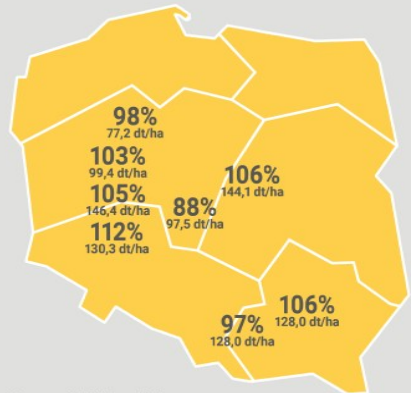 98%
77,2 dt/ha
103%
99,4 dt/ha
105%
146,4 dt/ha
112%
130,3 dt/ha
88%
97,5 dt/ha
106%
144,1 dt/ha
97%
128,0 dt/ha
106%
128,0 dt/ha